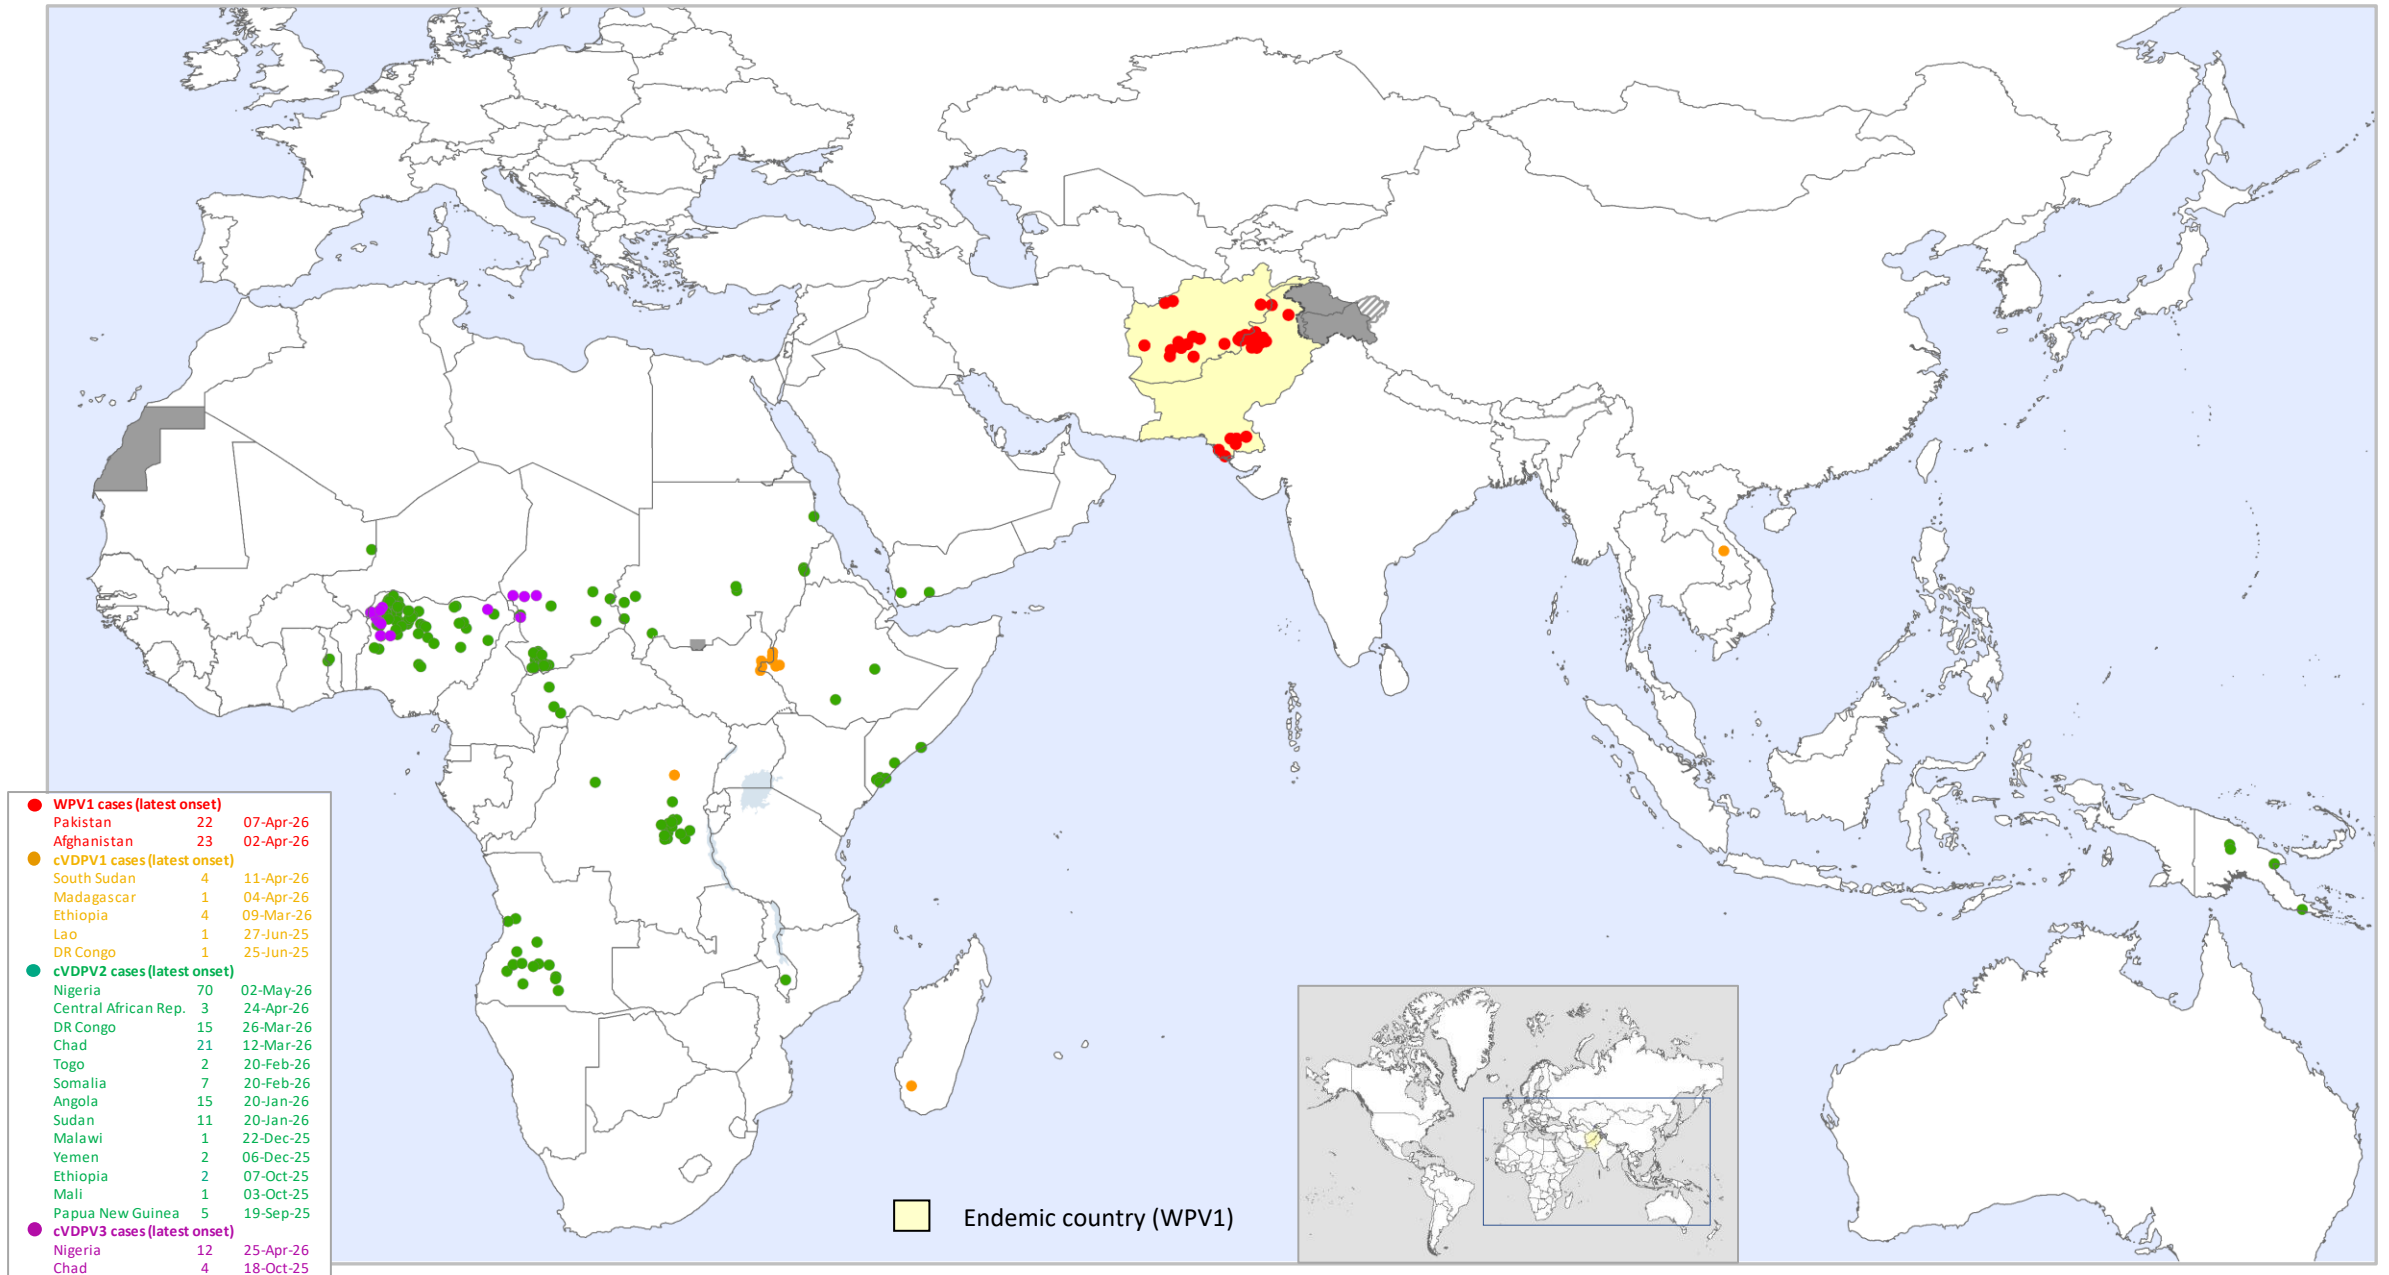 WPV1 cases (latest onset)
Pakistan 22 07-Apr-26
Afghanistan 23 02-Apr-26
cVDPV1 cases (latest onset)
South Sudan 4 11-Apr-26
Madagascar 1 04-Apr-26
Ethiopia 4 09-Mar-26
Lao 1 27-Jun-25
DR Congo 1 25-Jun-25
cVDPV2 cases (latest onset)
Nigeria 70 02-May-26
Central African Rep. 3 24-Apr-26
DR Congo 15 26-Mar-26
Chad 21 12-Mar-26
Togo 2 20-Feb-26
Somalia 7 20-Feb-26
Angola 15 20-Jan-26
Sudan 11 20-Jan-26
Malawi 1 22-Dec-25
Yemen 2 06-Dec-25
Ethiopia 2 07-Oct-25
Mali 1 03-Oct-25
Papua New Guinea 5 19-Sep-25
cVDPV3 cases (latest onset)
Nigeria 12 25-Apr-26
Chad 4 18-Oct-25
Endemic country (WPV1)